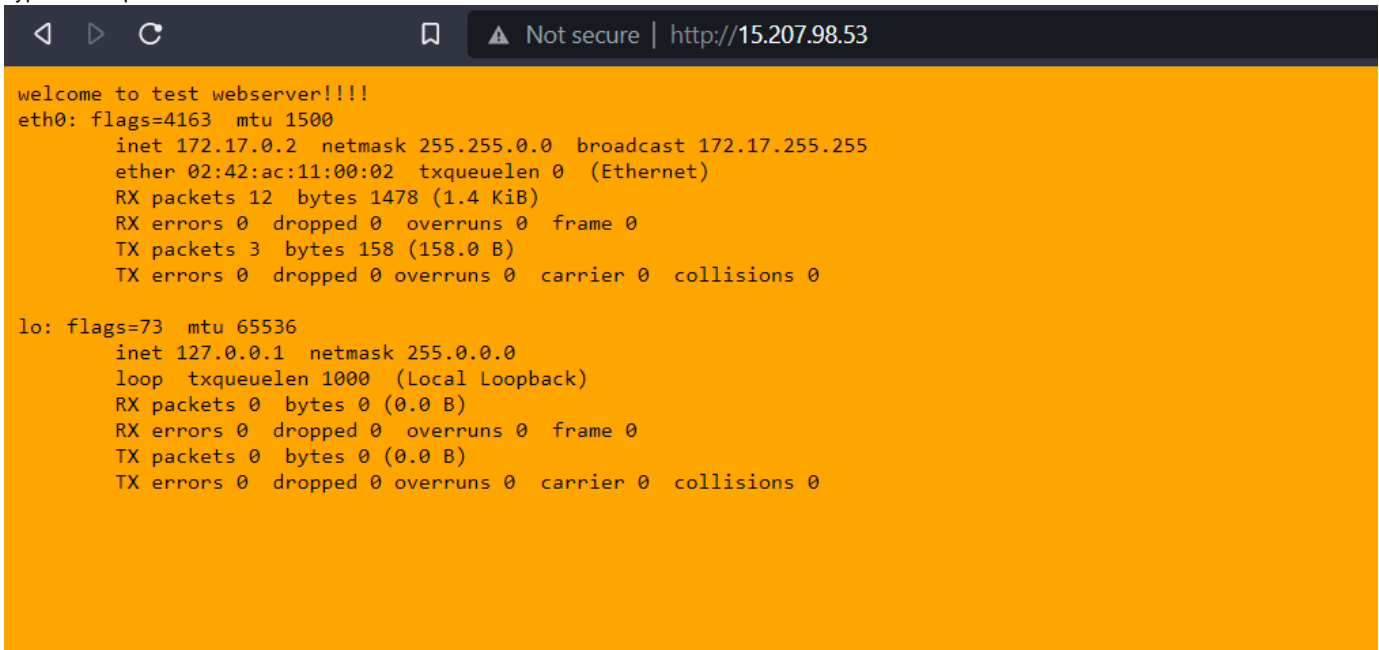 Not secure | http://15.207.98.53
welcome to test webserver!!!!
eth0: flags=4163  mtu 1500
        inet 172.17.0.2  netmask 255.255.0.0  broadcast 172.17.255.255
        ether 02:42:ac:11:00:02  txqueuelen 0  (Ethernet)
        RX packets 12  bytes 1478 (1.4 KiB)
        RX errors 0  dropped 0  overruns 0  frame 0
        TX packets 3  bytes 158 (158.0 B)
        TX errors 0  dropped 0 overruns 0  carrier 0  collisions 0

lo: flags=73  mtu 65536
        inet 127.0.0.1  netmask 255.0.0.0
        loop  txqueuelen 1000  (Local Loopback)
        RX packets 0  bytes 0 (0.0 B)
        RX errors 0  dropped 0  overruns 0  frame 0
        TX packets 0  bytes 0 (0.0 B)
        TX errors 0  dropped 0 overruns 0  carrier 0  collisions 0